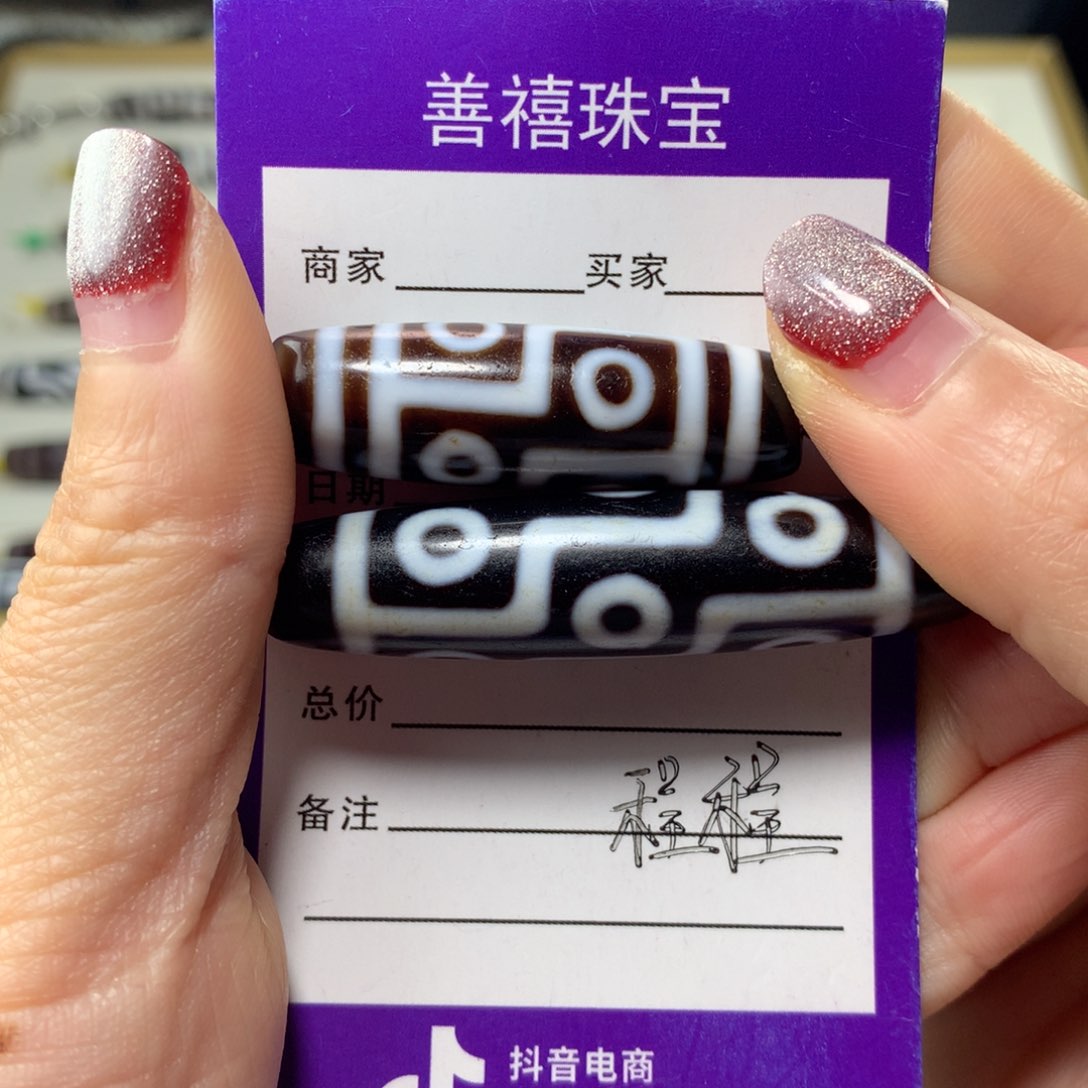 善禧珠宝
商家 买家
日期
总价
备注 程程
抖音电商